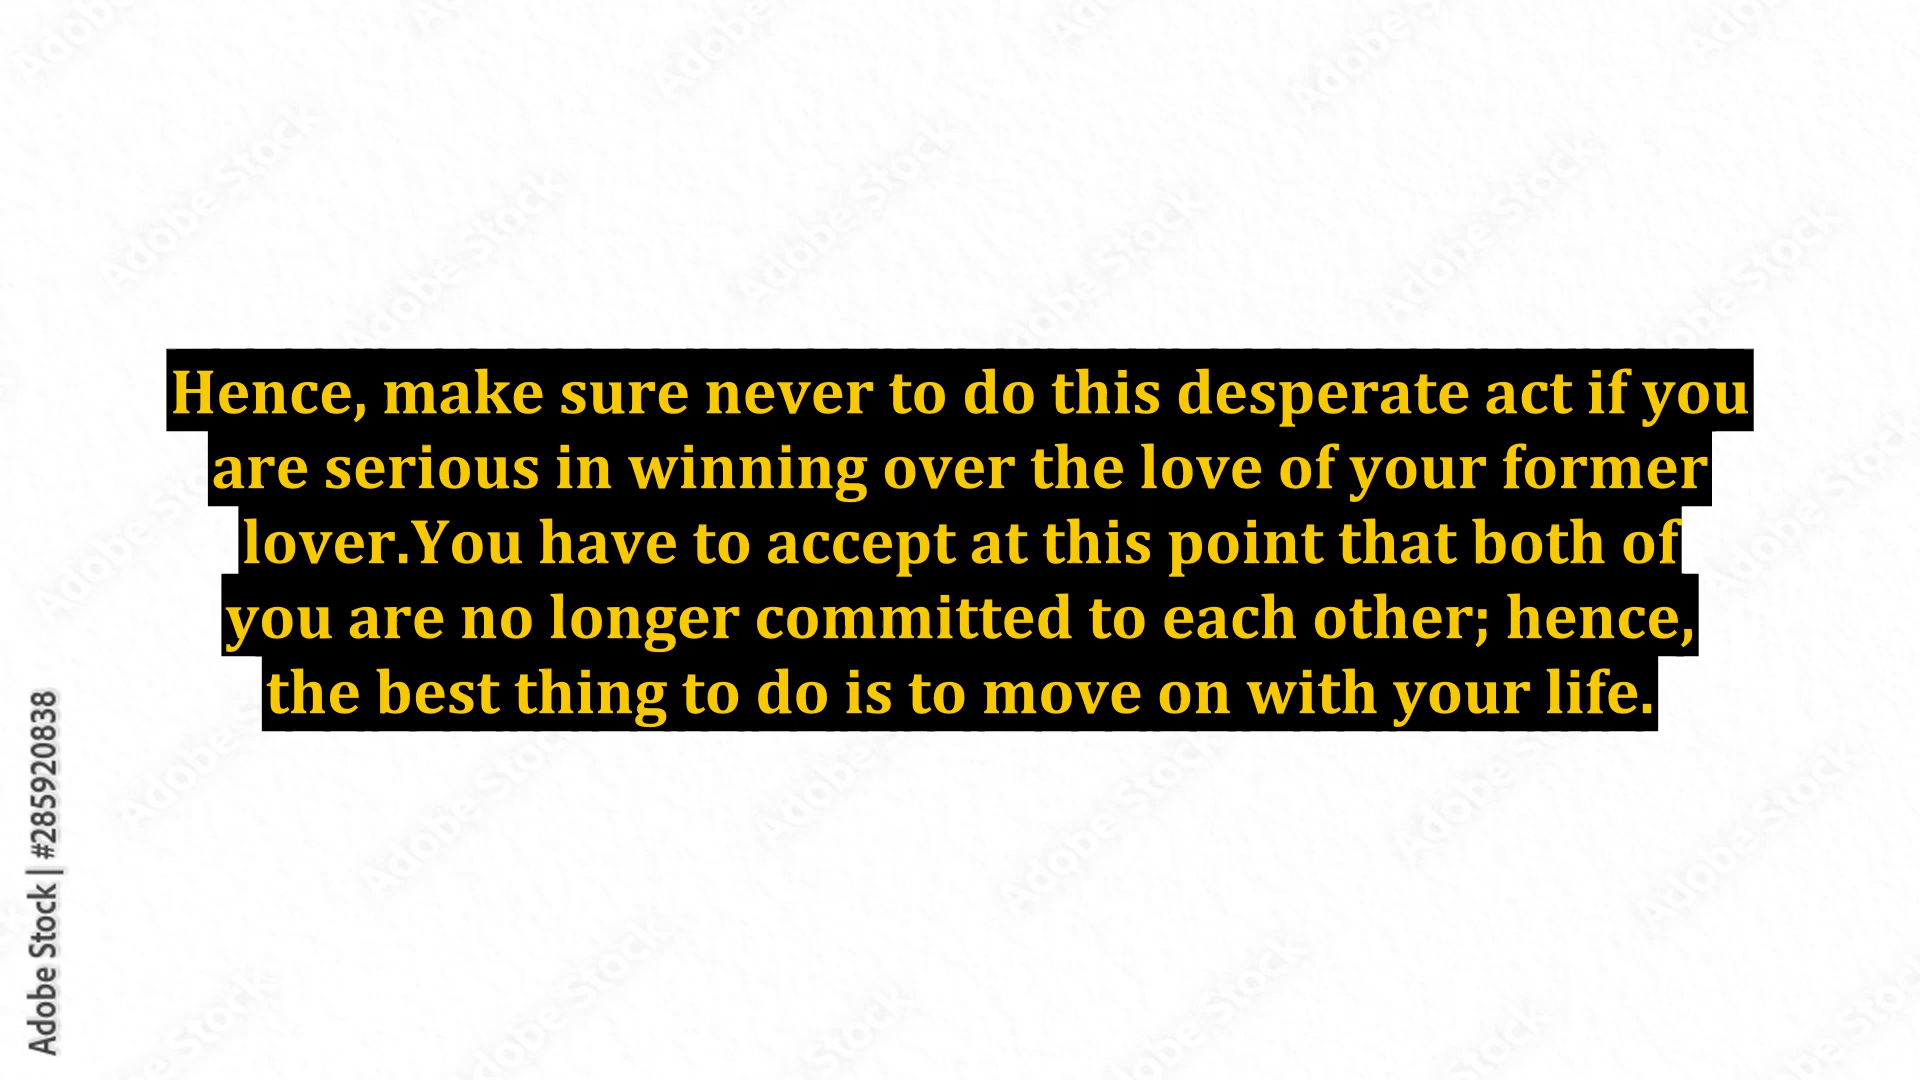 Hence, make sure never to do this desperate act if you
are serious in winning over the love of your former
lover.You have to accept at this point that both of
you are no longer committed to each other; hence,
the best thing to do is to move on with your life.
Adobe Stock | #285920838